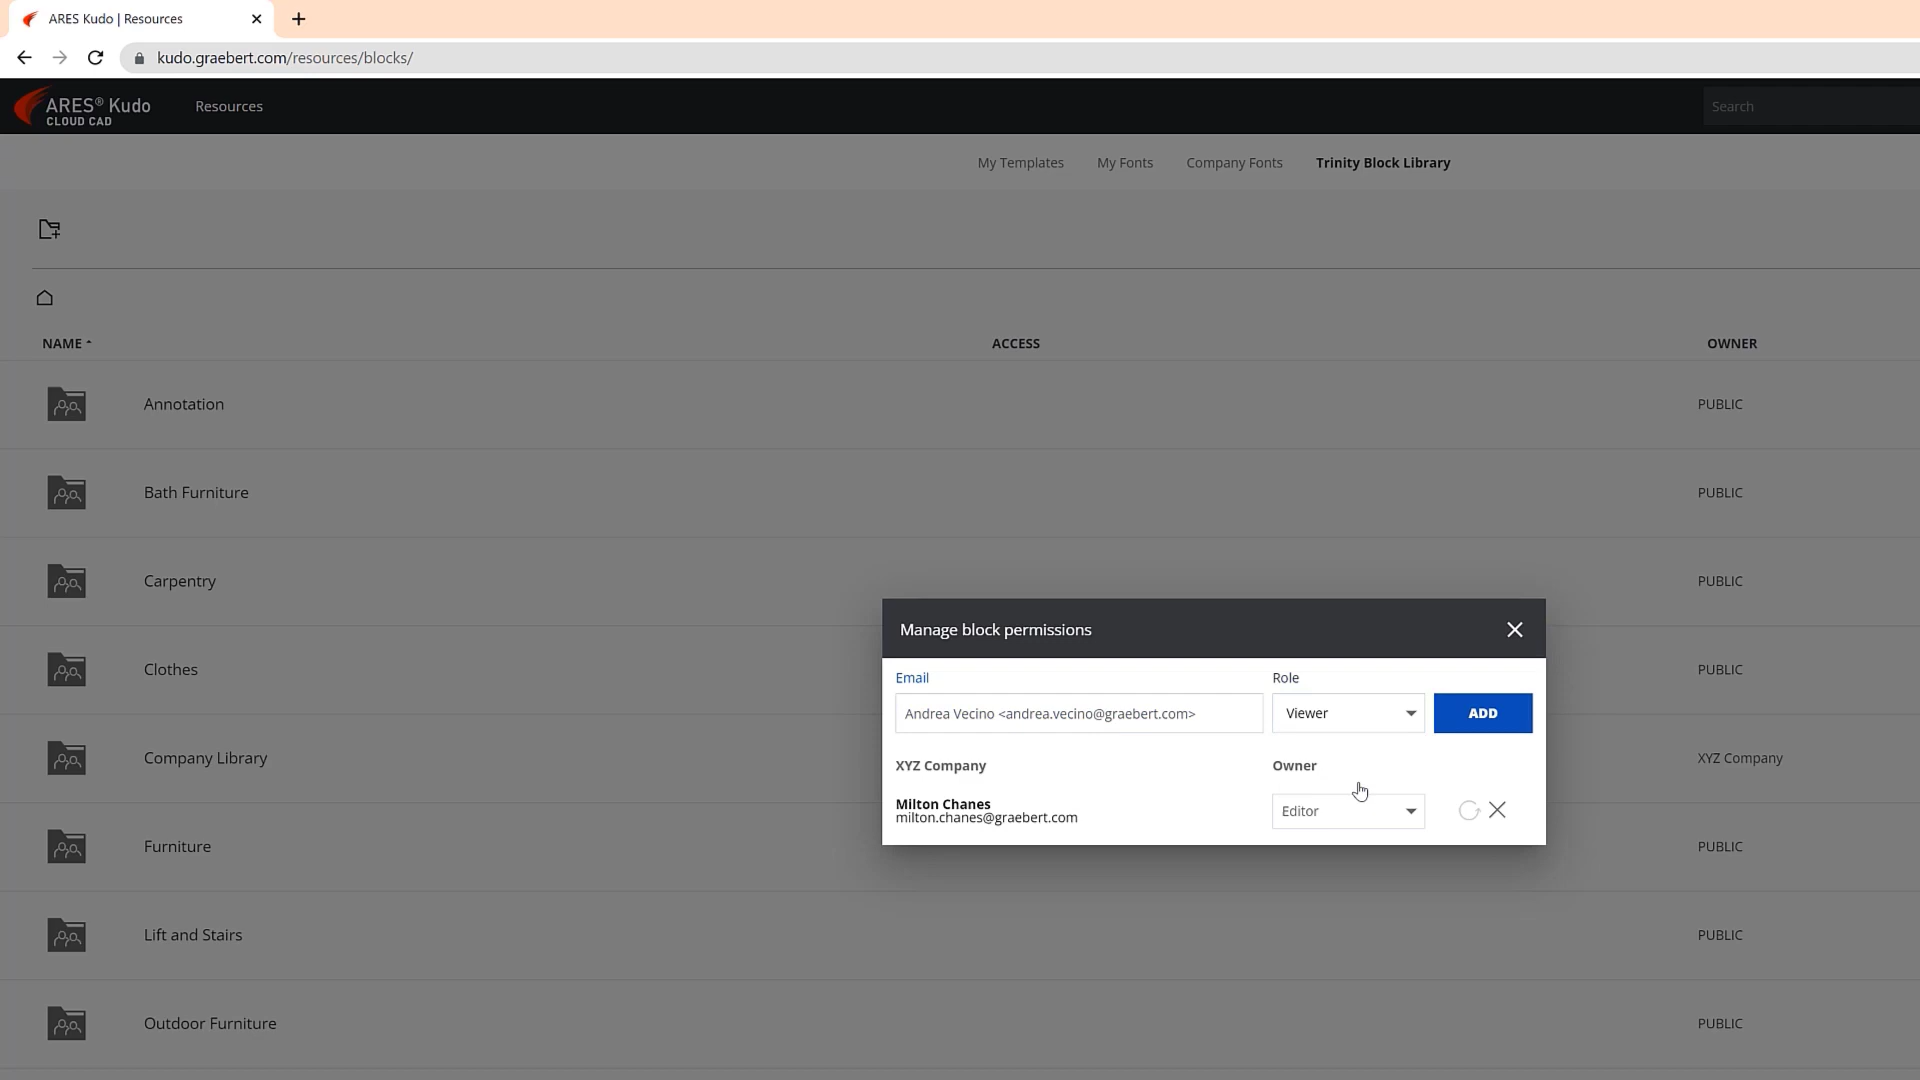 ARES Kudo | Resources
kudo.graebert.com/resources/blocks/
ARES® Kudo
CLOUD CAD
Resources
Search
My Templates
My Fonts
Company Fonts
Trinity Block Library
NAME
ACCESS
OWNER
Annotation
PUBLIC
Bath Furniture
PUBLIC
Carpentry
PUBLIC
Clothes
PUBLIC
Company Library
XYZ Company
Furniture
PUBLIC
Lift and Stairs
PUBLIC
Outdoor Furniture
PUBLIC
Manage block permissions
Email
Role
Andrea Vecino <andrea.vecino@graebert.com>
Viewer
ADD
XYZ Company
Owner
Milton Chanes
milton.chanes@graebert.com
Editor